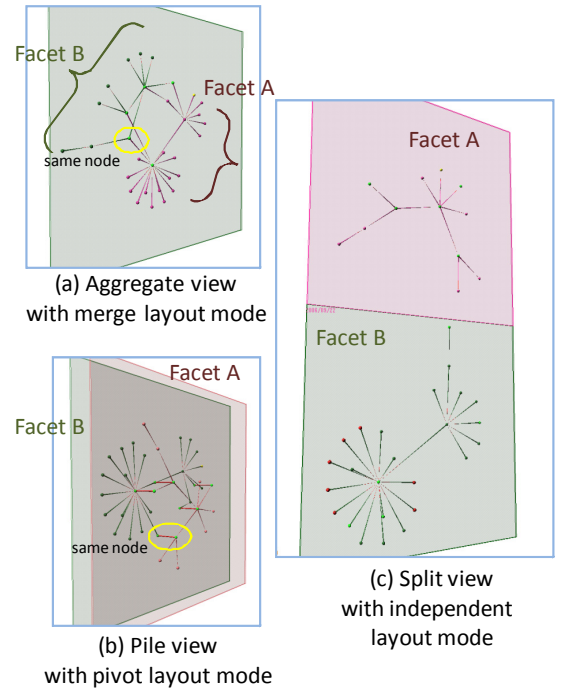 Facet B
Facet A
same node
(a) Aggregate view
with merge layout mode
Facet A
Facet B
same node
(b) Pile view
with pivot layout mode
Facet A
Facet B
(c) Split view
with independent
layout mode